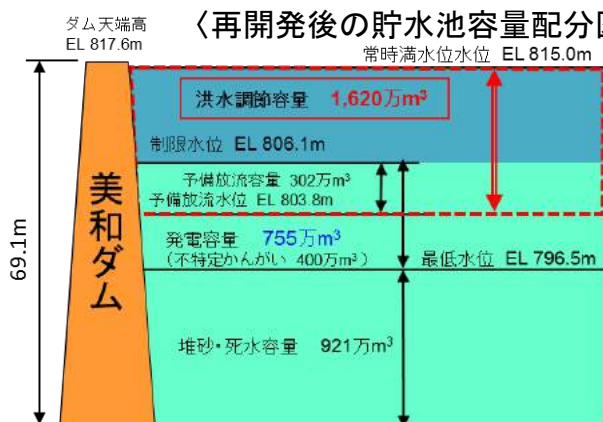 〈再開発後の貯水池容量配分図
ダム天端高
EL 817.6m
常時満水位水位 EL 815.0m
洪水調節容量 1,620万m³
制限水位 EL 806.1m
予備放流容量 302万m³
予備放流水位 EL 803.8m
発電容量 755万m³
(不特定かんがい 400万m³)
最低水位 EL 796.5m
堆砂・死水容量 921万m³
美和ダム
69.1m